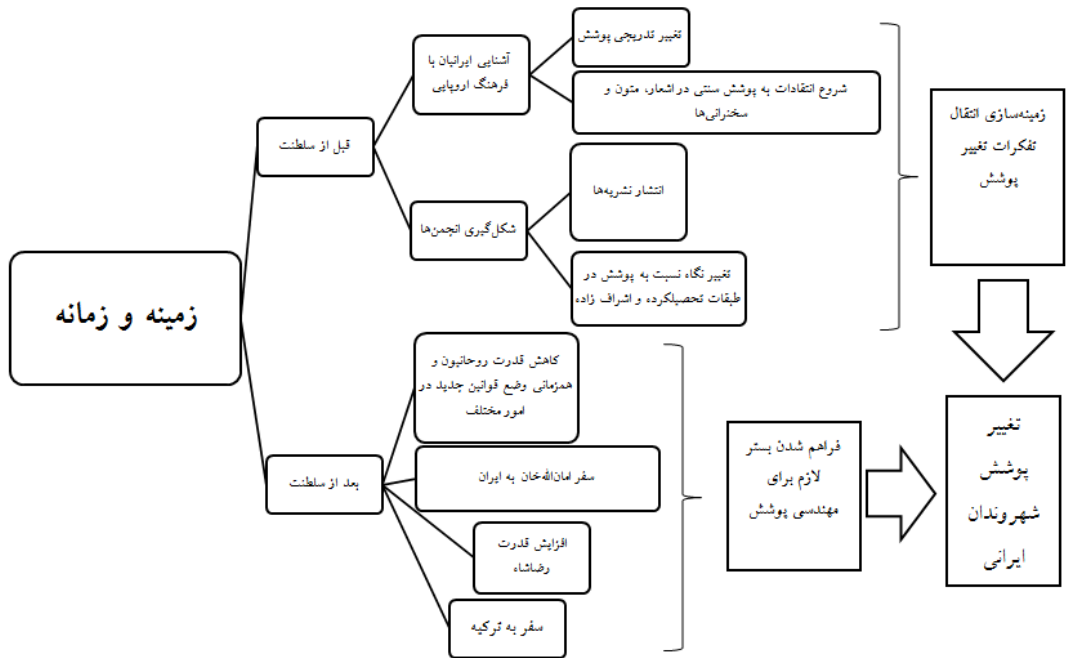 زمینه و زمانه
قبل از سلطنت
آشنایی ایرانیان با
فرهنگ اروپایی
تغییر تدریجی پوشش
شروع انتقادات به پوشش سنتی در اشعار، متون و
سخنرانی‌ها
شکل‌گیری انجمن‌ها
انتشار نشریه‌ها
تغییر نگاه نسبت به پوشش در
طبقات تحصیلکرده و اشراف زاده
زمینه‌سازی انتقال
تفکرات تغییر
پوشش
بعد از سلطنت
کاهش قدرت روحانیون و
همزمانی وضع قوانین جدید در
امور مختلف
سفر امان‌الله‌خان به ایران
افزایش قدرت
رضاشاه
سفر به ترکیه
فراهم شدن بستر
لازم برای
مهندسی پوشش
تغییر
پوشش
شهروندان
ایرانی